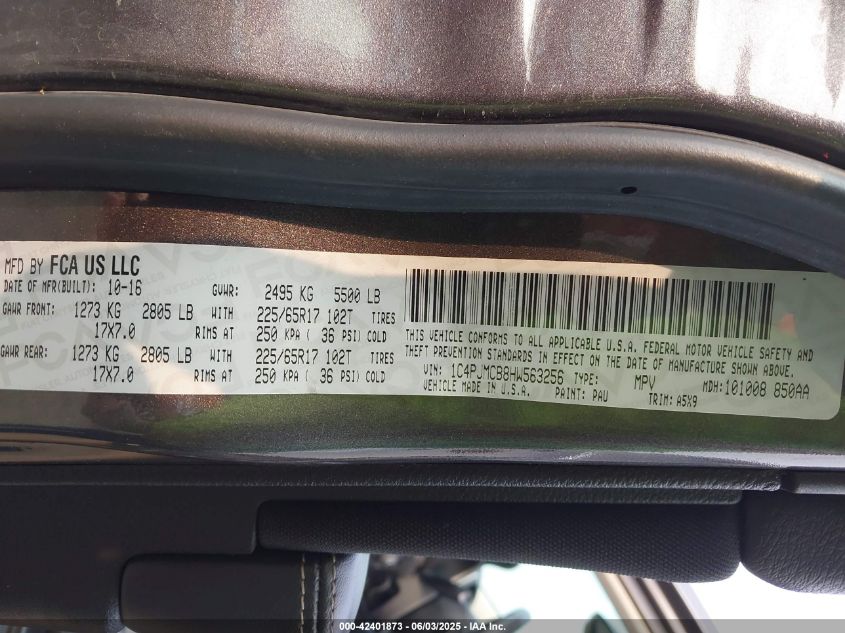 MFD BY FCA US LLC
DATE OF MFR(BUILT): 10-16 GVWR: 2495 KG 5500 LB
GAWR FRONT: 1273 KG 2805 LB WITH 225/65R17 102T TIRES
17X7.0 RIMS AT 250 KPA ( 36 PSI) COLD
GAWR REAR: 1273 KG 2805 LB WITH 225/65R17 102T TIRES
17X7.0 RIMS AT 250 KPA ( 36 PSI) COLD
THIS VEHICLE CONFORMS TO ALL APPLICABLE U.S.A. FEDERAL MOTOR VEHICLE SAFETY AND
THEFT PREVENTION STANDARDS IN EFFECT ON THE DATE OF MANUFACTURE SHOWN ABOVE.
VIN: 1C4PJMCB8HW563256 TYPE: MPV MDH: 101008 850AA
VEHICLE MADE IN U.S.A. PAINT: PAU TRIM: A5X9
000-42401873 - 06/03/2025 - IAA Inc.